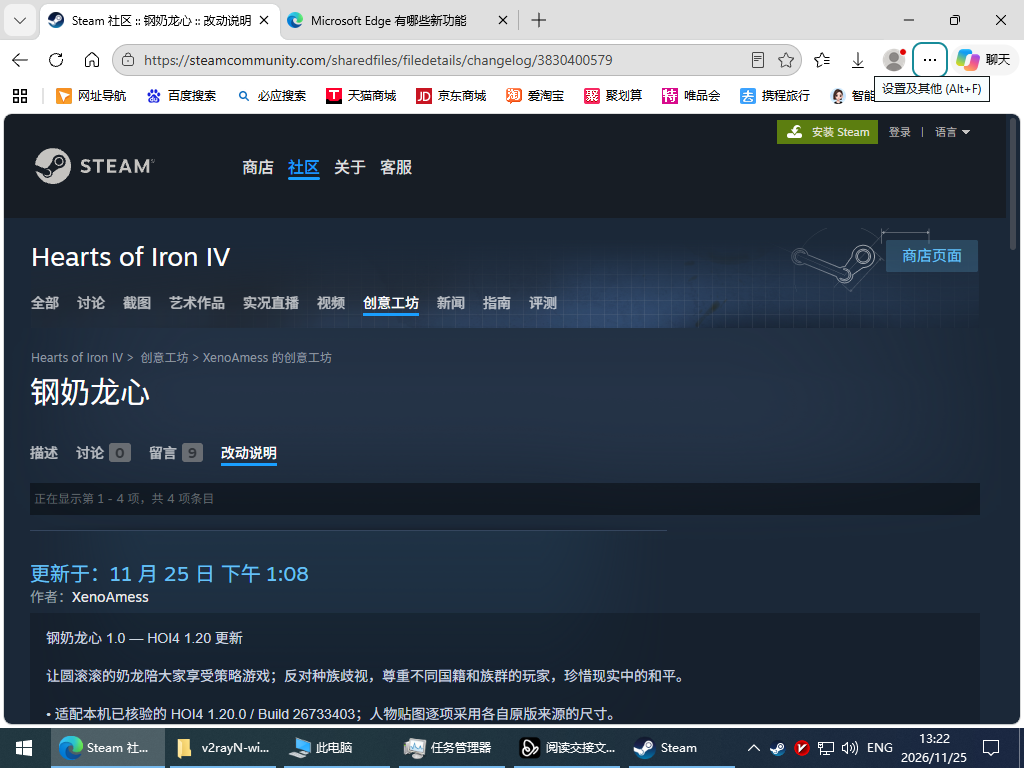 Steam 社区 :: 钢奶龙心 :: 改动说明
Microsoft Edge 有哪些新功能
https://steamcommunity.com/sharedfiles/filedetails/changelog/3830400579
聊天
设置及其他 (Alt+F)
网址导航 百度搜索 必应搜索 天猫商城 京东商城 爱淘宝 聚划算 唯品会 携程旅行 智能
安装 Steam 登录 | 语言
STEAM 商店 社区 关于 客服
Hearts of Iron IV
商店页面
全部 讨论 截图 艺术作品 实况直播 视频 创意工坊 新闻 指南 评测
Hearts of Iron IV > 创意工坊 > XenoAmess 的创意工坊
钢奶龙心
描述 讨论 0 留言 9 改动说明
正在显示第 1 - 4 项，共 4 项条目
更新于：11 月 25 日 下午 1:08
作者：XenoAmess
钢奶龙心 1.0 — HOI4 1.20 更新
让圆滚滚的奶龙陪大家享受策略游戏；反对种族歧视，尊重不同国籍和族群的玩家，珍惜现实中的和平。
• 适配本机已核验的 HOI4 1.20.0 / Build 26733403；人物贴图逐项采用各自原版来源的尺寸。
Steam 社... v2rayN-wi... 此电脑 任务管理器 阅读交接文... Steam ENG
13:22
2026/11/25